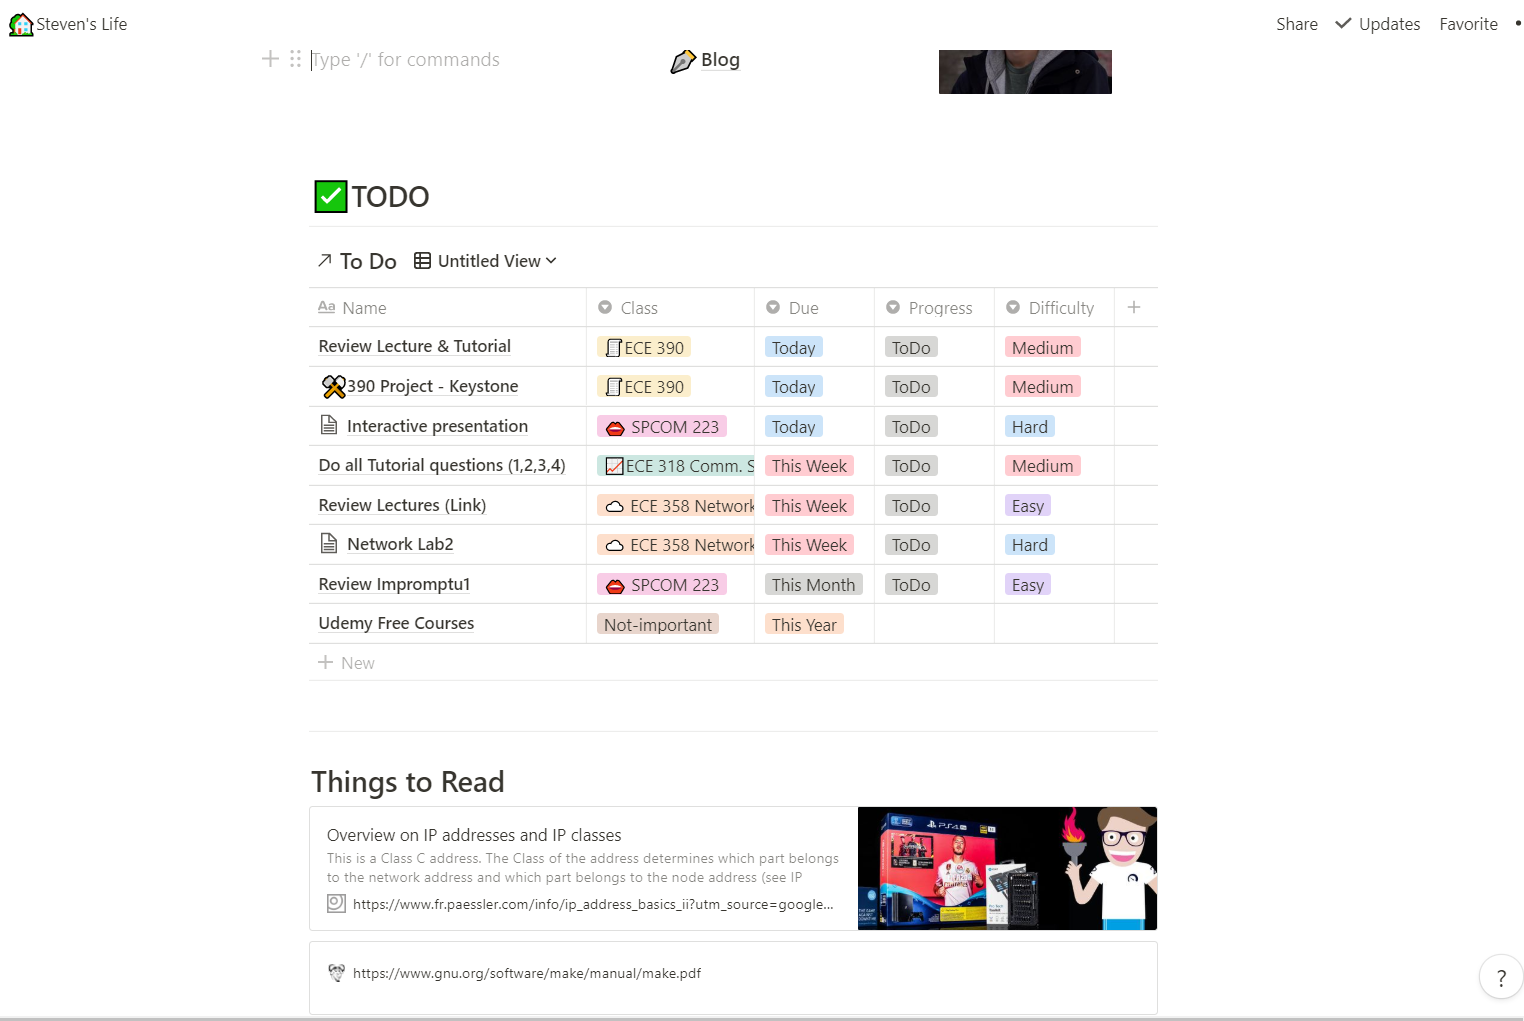 Steven's Life
Share Updates Favorite
Type '/' for commands
Blog
TODO
To Do Untitled View
Aa Name Class Due Progress Difficulty
Review Lecture & Tutorial ECE 390 Today ToDo Medium
390 Project - Keystone ECE 390 Today ToDo Medium
Interactive presentation SPCOM 223 Today ToDo Hard
Do all Tutorial questions (1,2,3,4) ECE 318 Comm. S This Week ToDo Medium
Review Lectures (Link) ECE 358 Network This Week ToDo Easy
Network Lab2 ECE 358 Network This Week ToDo Hard
Review Impromptu1 SPCOM 223 This Month ToDo Easy
Udemy Free Courses Not-important This Year
+ New
Things to Read
Overview on IP addresses and IP classes
This is a Class C address. The Class of the address determines which part belongs
to the network address and which part belongs to the node address (see IP
https://www.fr.paessler.com/info/ip_address_basics_ii?utm_source=google...
PS4
https://www.gnu.org/software/make/manual/make.pdf
?